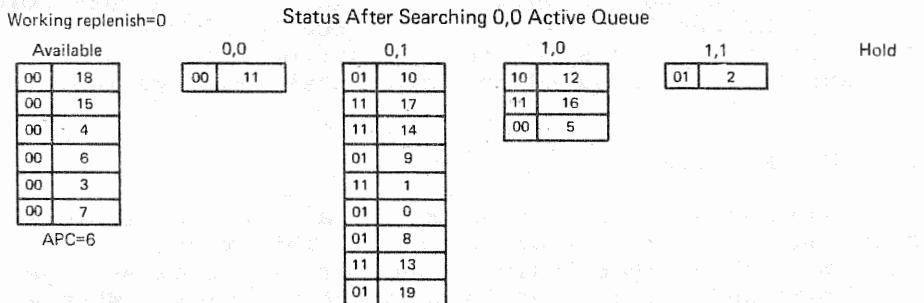 Working replenish=0 Status After Searching 0,0 Active Queue
Available 0,0 0,1 1,0 1,1 Hold
00 18 00 11 01 10 10 12 01 2
00 15 11 17 11 16
00 4 11 14 00 5
00 6 01 9
00 3 11 1
00 7 01 0
APC=6 01 8
11 13
01 19